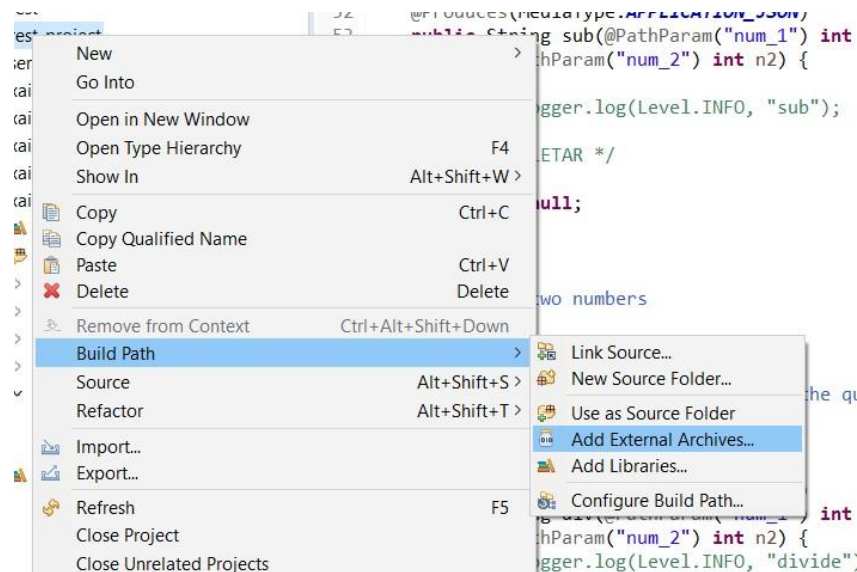 52 @Produces(MediaType.APPLICATION_JSON)
53 public String sub(@PathParam("num_1") int
hParam("num_2") int n2) {
gger.log(Level.INFO, "sub");
ETAR */
null;
two numbers
the qu
int
hParam("num_2") int n2) {
gger.log(Level.INFO, "divide")
New
Go Into
Open in New Window
Open Type Hierarchy F4
Show In Alt+Shift+W
Copy Ctrl+C
Copy Qualified Name
Paste Ctrl+V
Delete Delete
Remove from Context Ctrl+Alt+Shift+Down
Build Path
Source Alt+Shift+S
Refactor Alt+Shift+T
Import...
Export...
Refresh F5
Close Project
Close Unrelated Projects
Link Source...
New Source Folder...
Use as Source Folder
Add External Archives...
Add Libraries...
Configure Build Path...